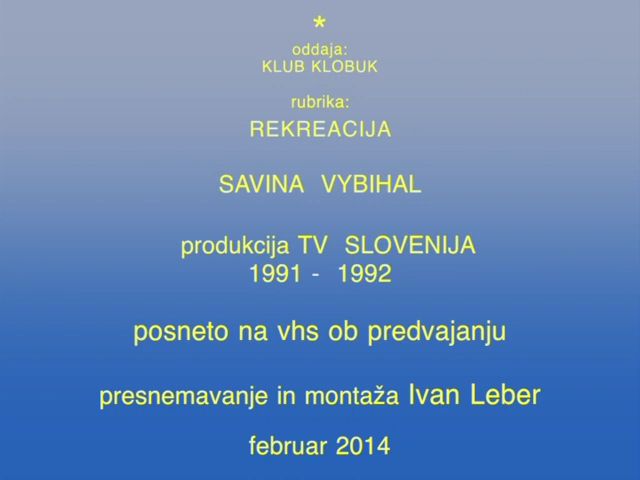 *
oddaja:
KLUB KLOBUK
rubrika:
REKREACIJA
SAVINA VYBIHAL
produkcija TV SLOVENIJA
1991 - 1992
posneto na vhs ob predvajanju
presnemavanje in montaža Ivan Leber
februar 2014